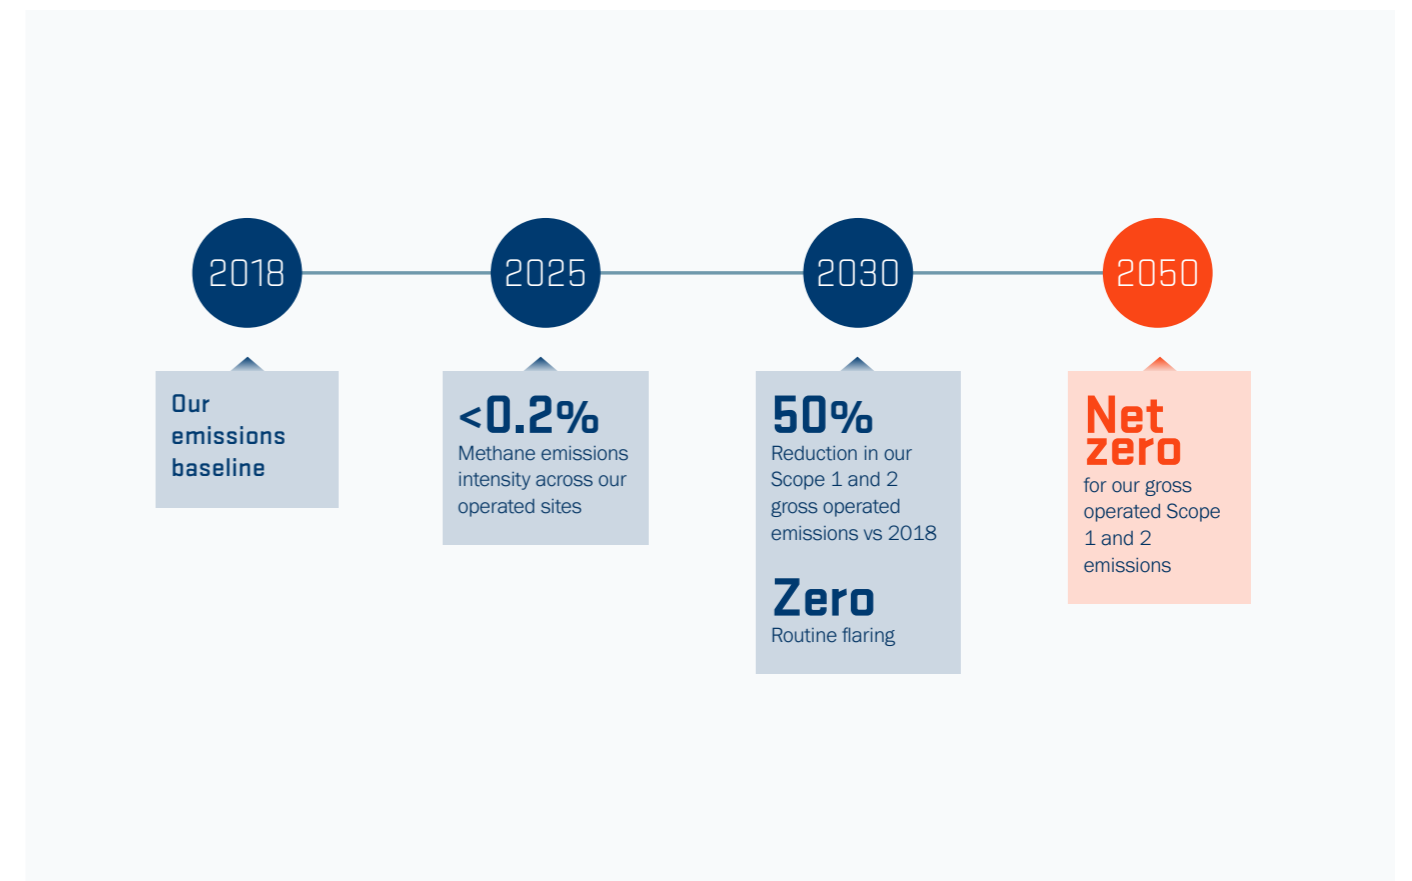 2018
Our
emissions
baseline
2025
<0.2%
Methane emissions
intensity across our
operated sites
2030
50%
Reduction in our
Scope 1 and 2
gross operated
emissions vs 2018
Zero
Routine flaring
2050
Net
zero
for our gross
operated Scope
1 and 2
emissions